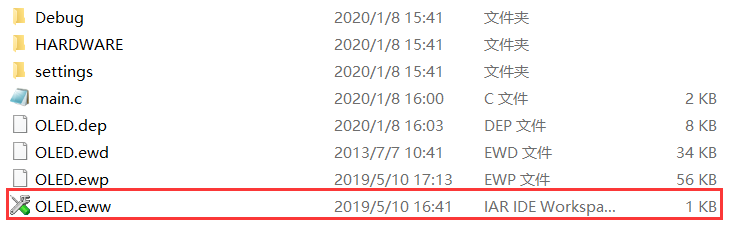 Debug 2020/1/8 15:41 文件夹
HARDWARE 2020/1/8 15:41 文件夹
settings 2020/1/8 15:41 文件夹
main.c 2020/1/8 16:00 C 文件 2 KB
OLED.dep 2020/1/8 16:03 DEP 文件 8 KB
OLED.ewd 2013/7/7 10:41 EWD 文件 34 KB
OLED.ewp 2019/5/10 17:13 EWP 文件 56 KB
OLED.eww 2019/5/10 16:41 IAR IDE Workspa... 1 KB